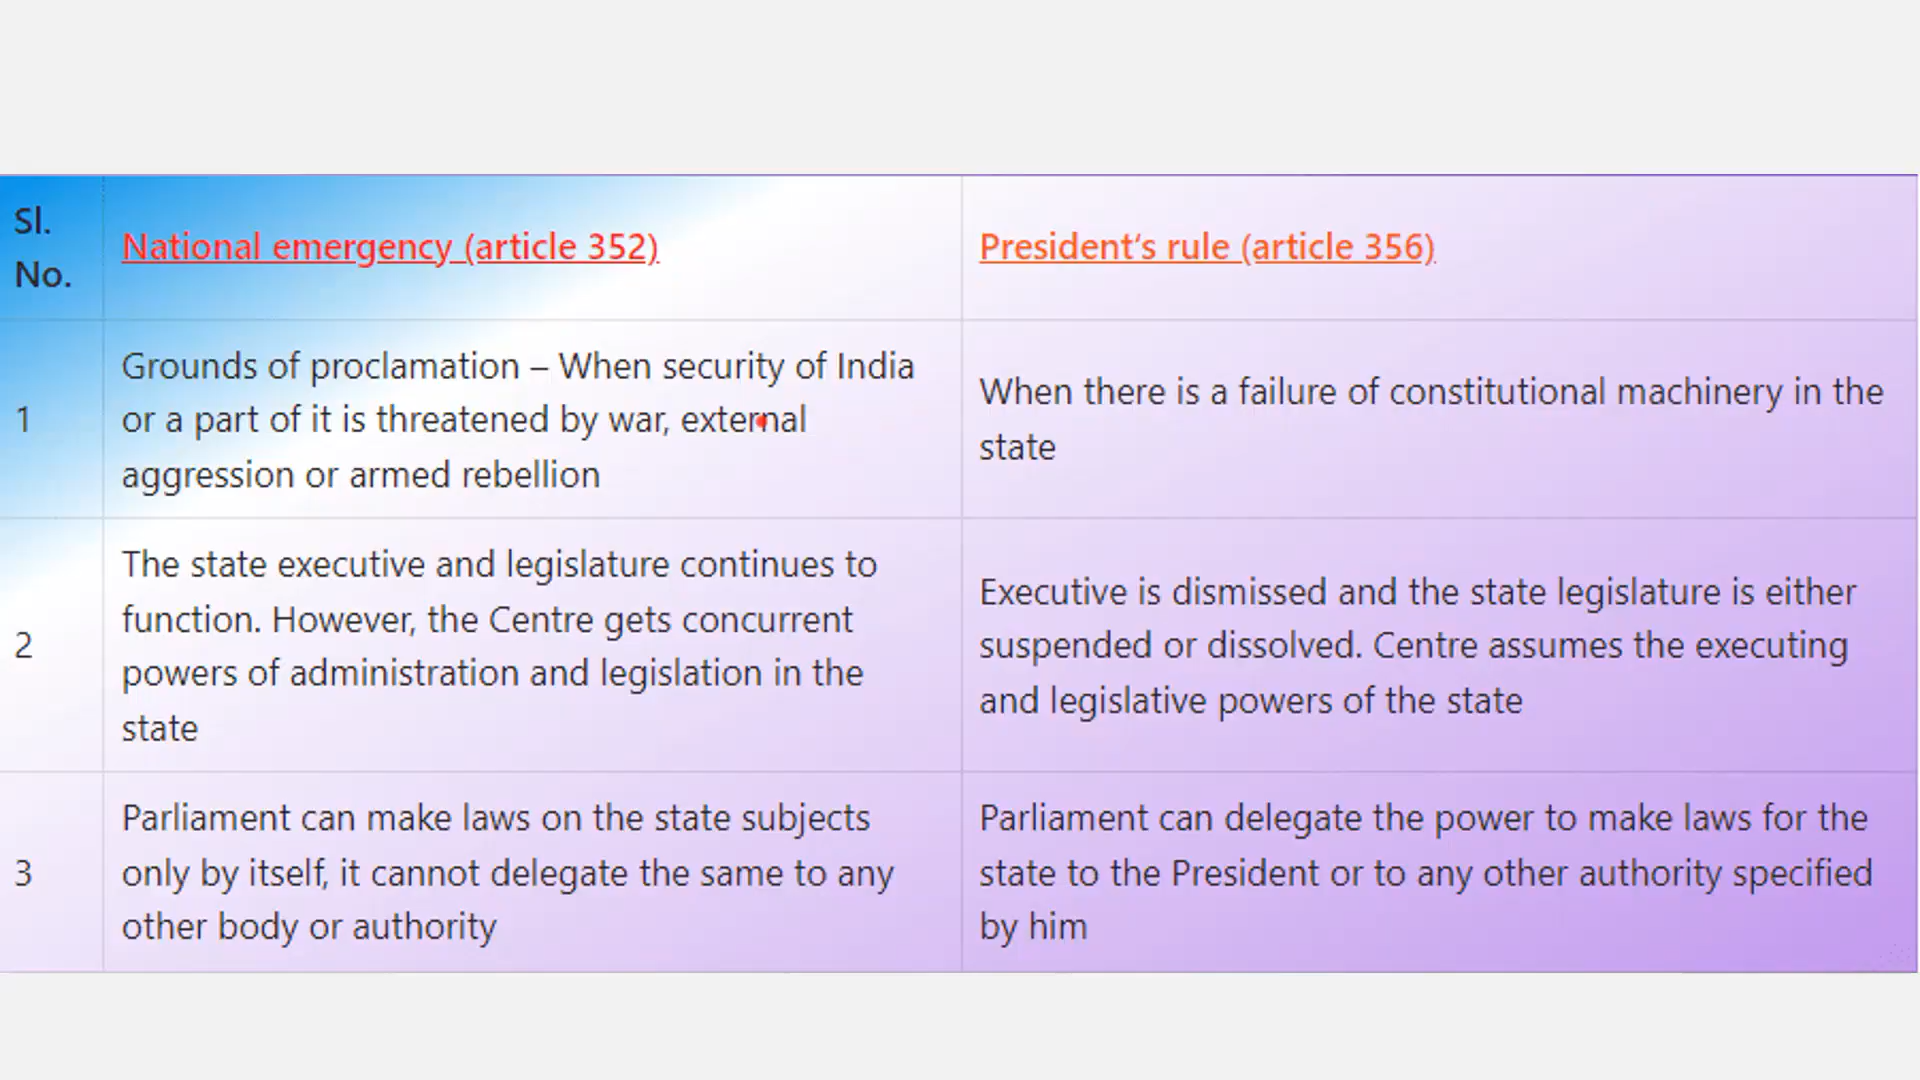 Sl.
No.
National emergency (article 352)
President's rule (article 356)
1
Grounds of proclamation – When security of India
or a part of it is threatened by war, external
aggression or armed rebellion
When there is a failure of constitutional machinery in the
state
2
The state executive and legislature continues to
function. However, the Centre gets concurrent
powers of administration and legislation in the
state
Executive is dismissed and the state legislature is either
suspended or dissolved. Centre assumes the executing
and legislative powers of the state
3
Parliament can make laws on the state subjects
only by itself, it cannot delegate the same to any
other body or authority
Parliament can delegate the power to make laws for the
state to the President or to any other authority specified
by him